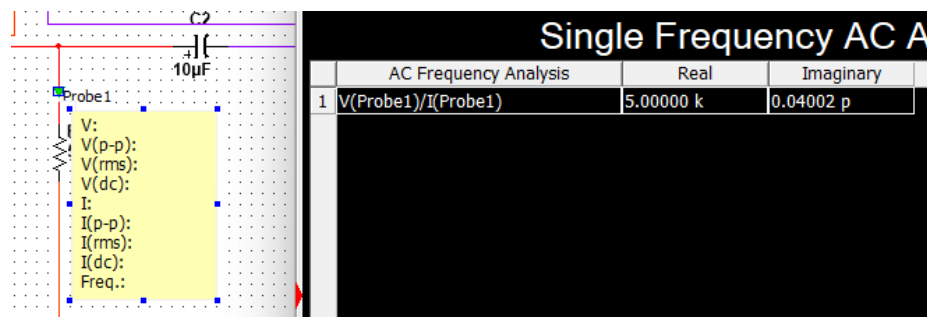 C2
10µF
Probe1
V:
V(p-p):
V(rms):
V(dc):
I:
I(p-p):
I(rms):
I(dc):
Freq.:
Single Frequency AC A
AC Frequency Analysis Real Imaginary
1 V(Probe1)/I(Probe1) 5.00000 k 0.04002 p